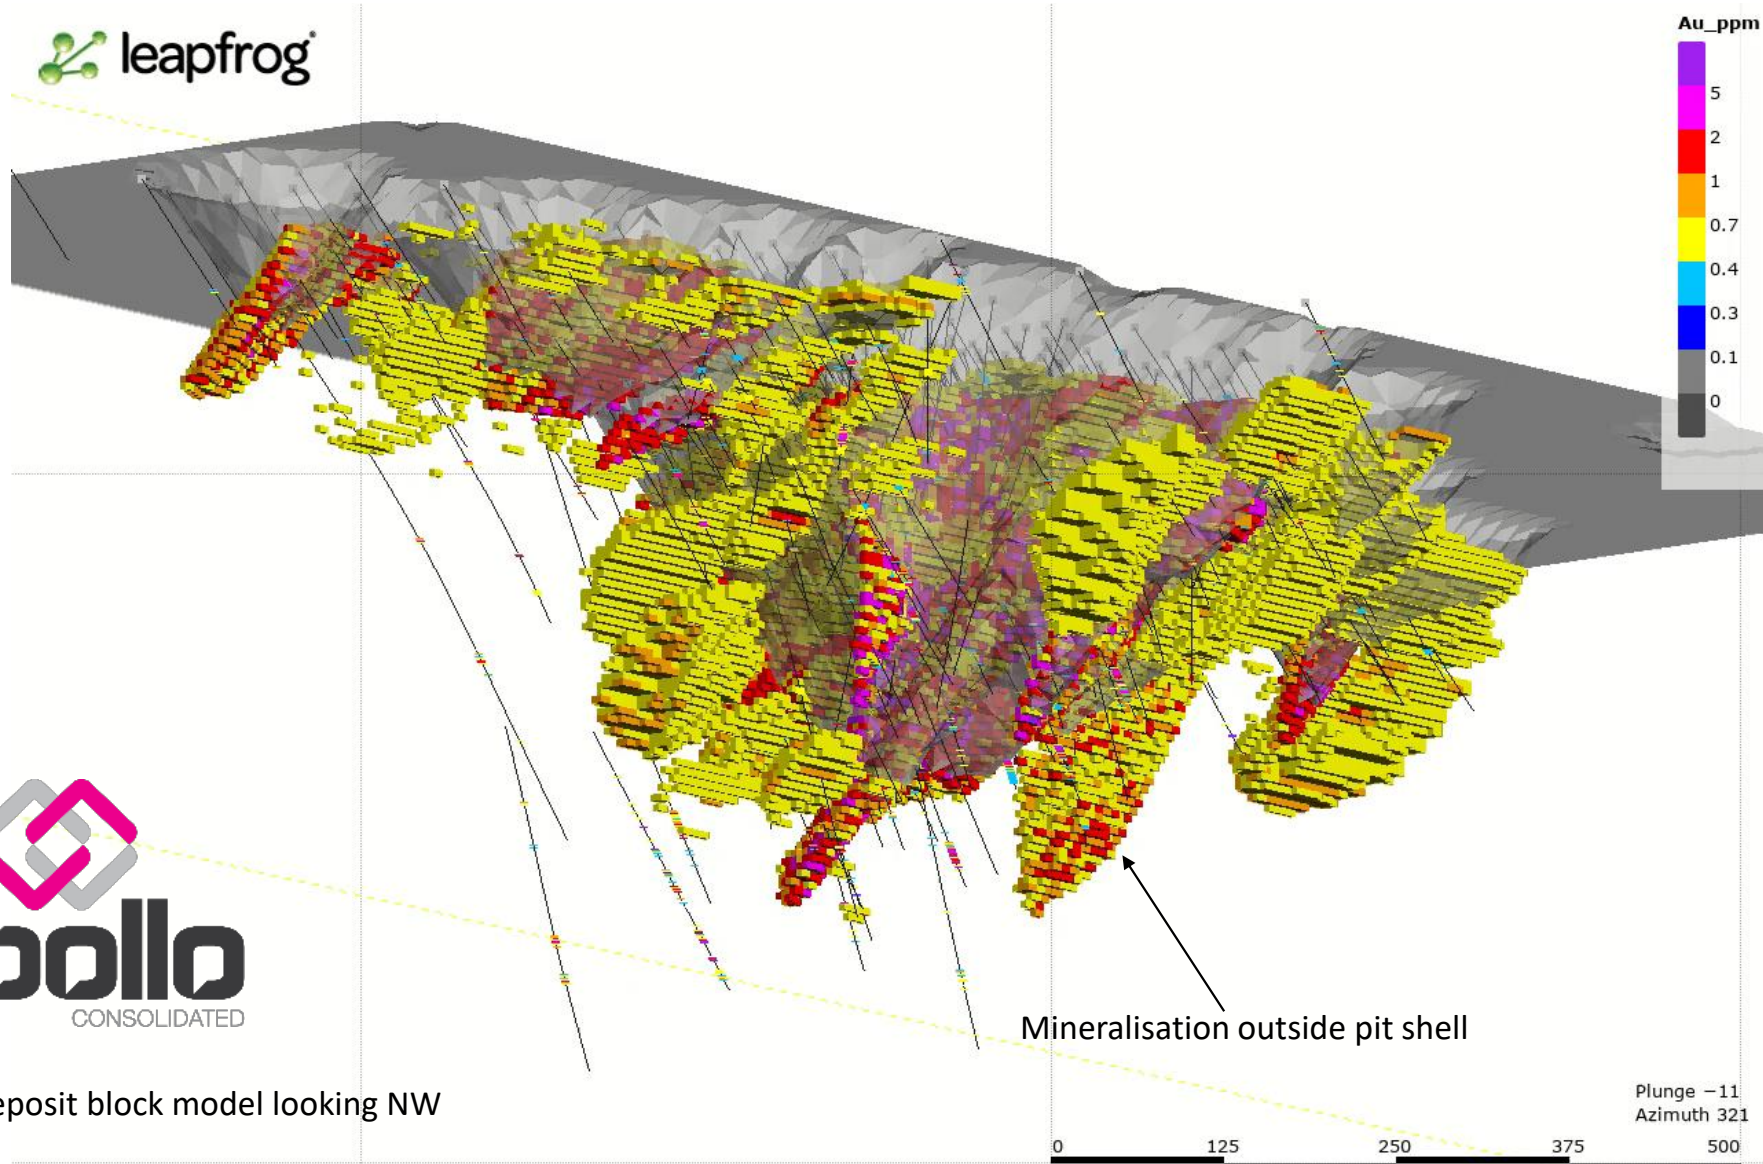 leapfrog®
Au_ppm
5
2
1
0.7
0.4
0.3
0.1
0
pollo
CONSOLIDATED
Mineralisation outside pit shell
eposit block model looking NW
Plunge −11
Azimuth 321
0 125 250 375 500